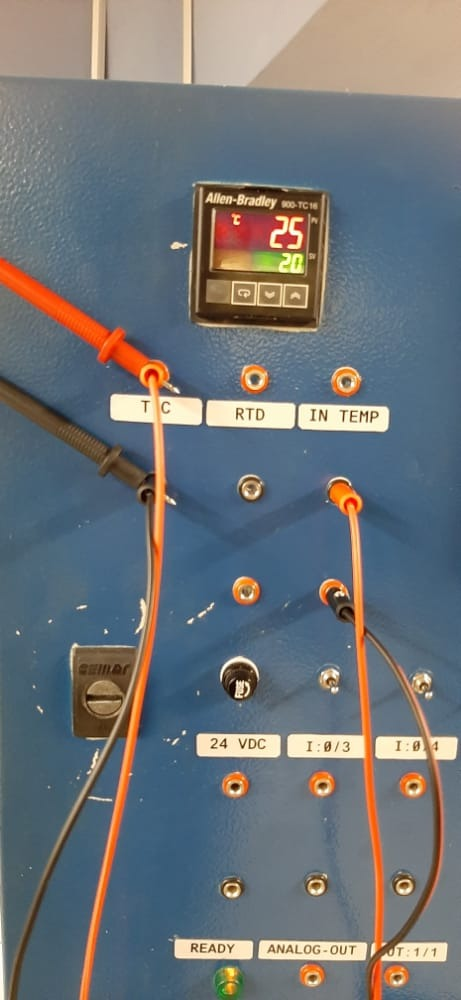 Allen-Bradley 900-TC16
°C 25 PV
20 SV
RTD
IN TEMP
24 VDC
I:0/3
I:0/4
READY
ANALOG-OUT